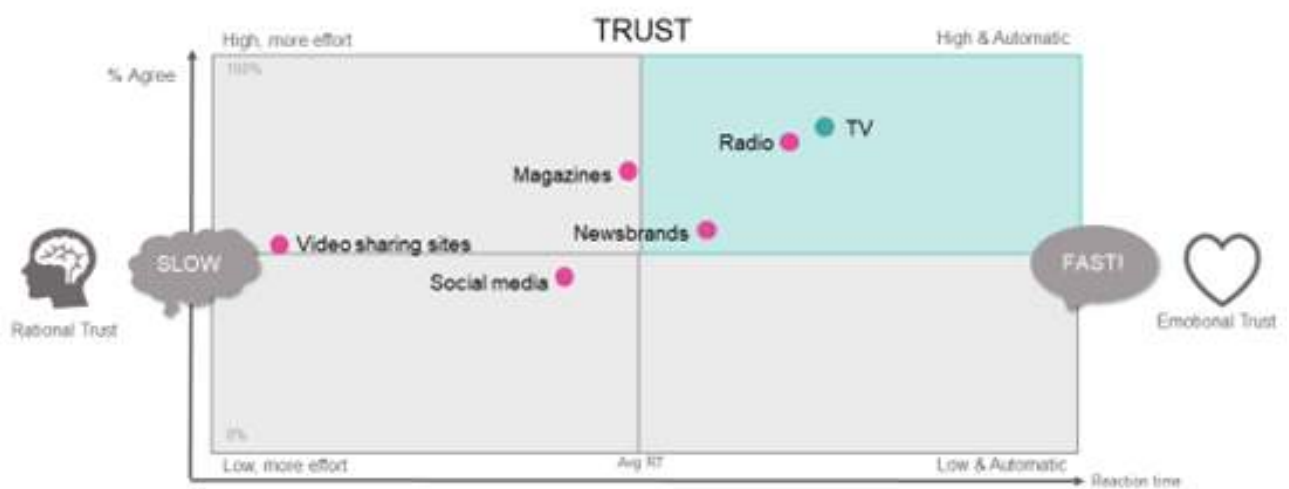 TRUST
High, more effort
High & Automatic
% Agree
100%
Radio
TV
Magazines
Newsbrands
Video sharing sites
SLOW
FAST!
Social media
Rational Trust
Emotional Trust
0%
Low, more effort
Avg RT
Low & Automatic
Reaction time